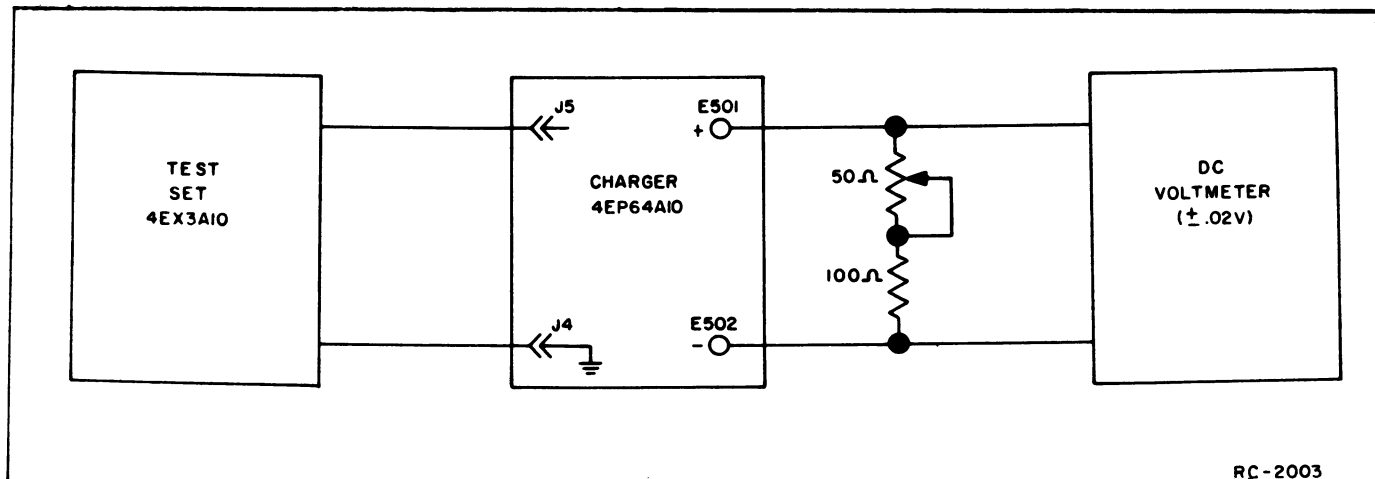 TEST
SET
4EX3A10
J5
J4
CHARGER
4EP64A10
E501
+
E502
-
50Ω
100Ω
DC
VOLTMETER
(± .02V)
RC-2003